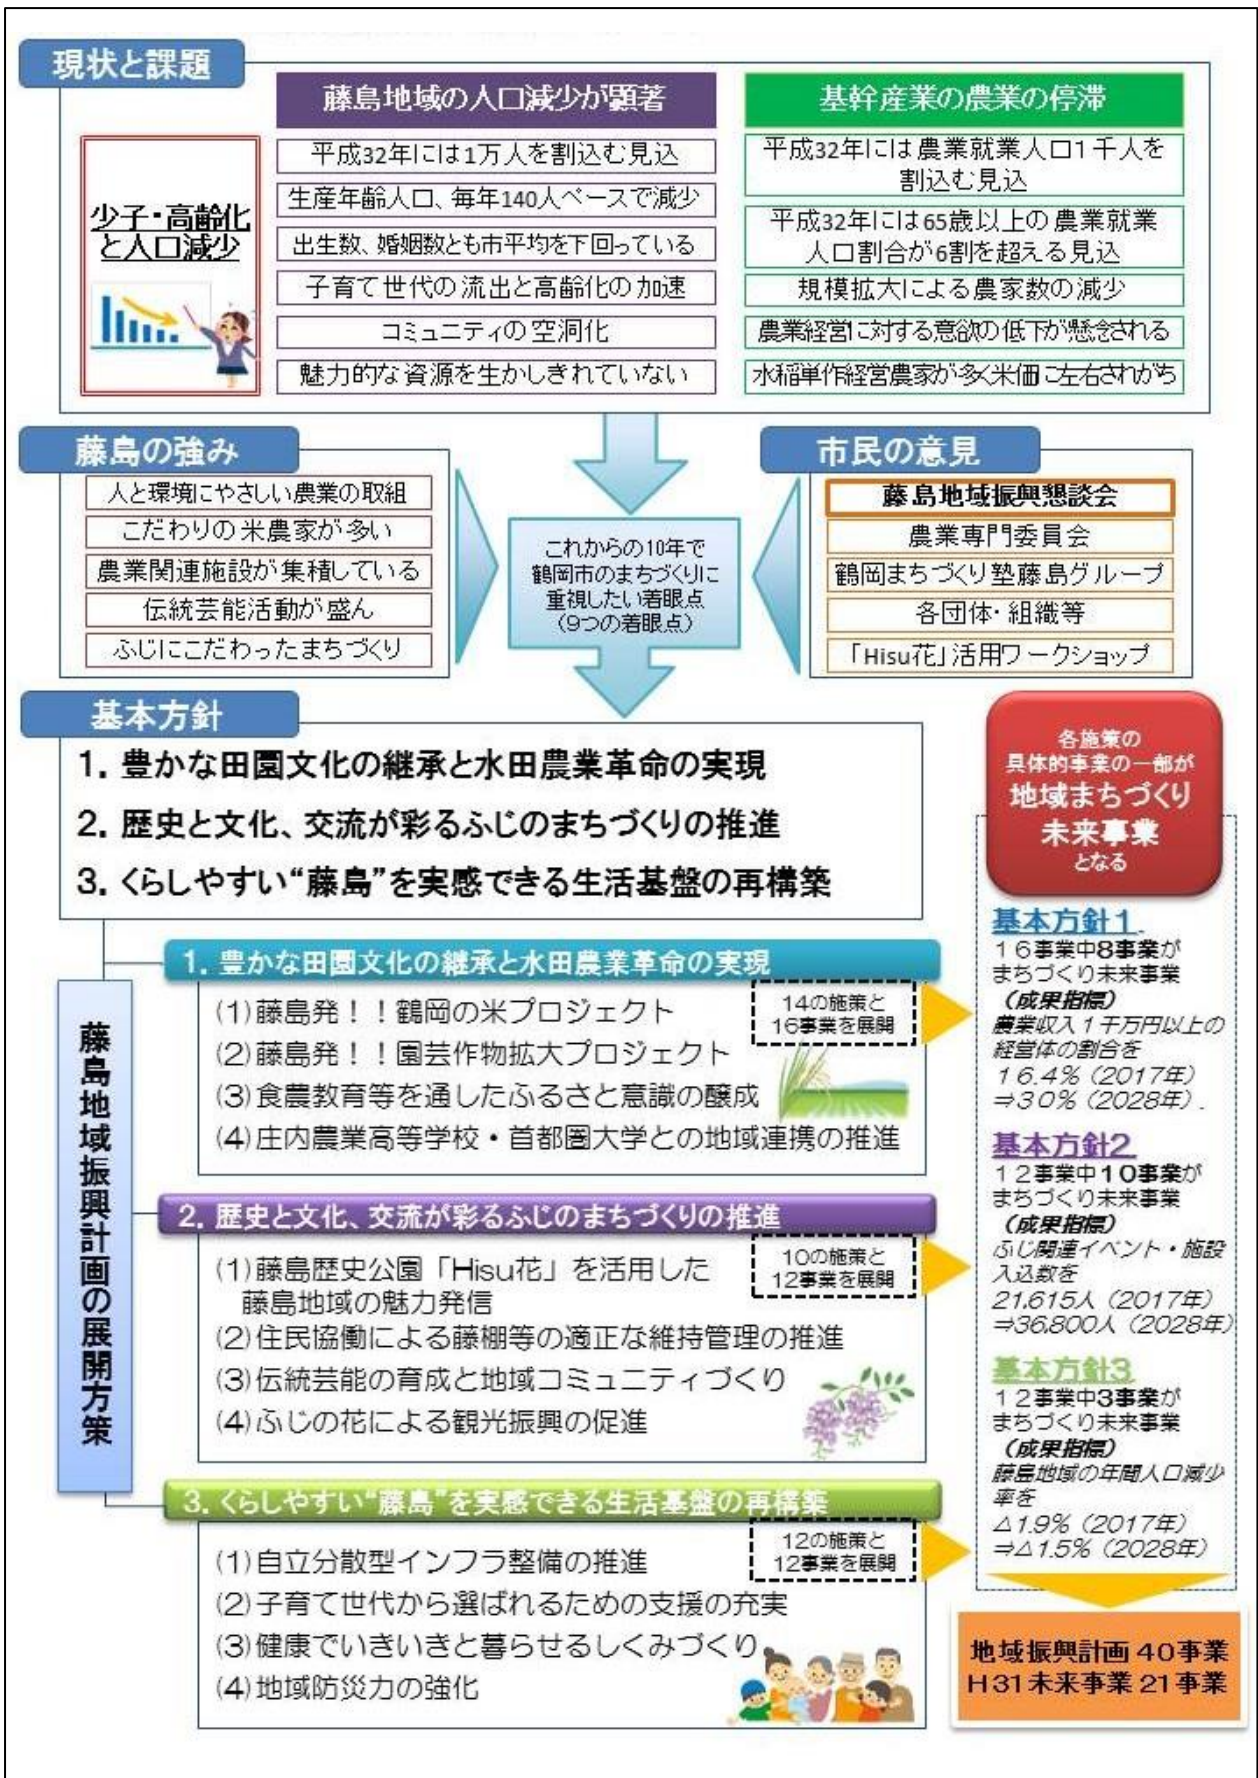 現状と課題
藤島地域の人口減少が顕著
基幹産業の農業の停滞
少子・高齢化
と人口減少
平成32年には1万人を割込む見込
生産年齢人口、毎年140人ペースで減少
出生数、婚姻数とも市平均を下回っている
子育て世代の流出と高齢化の加速
コミュニティの空洞化
魅力的な資源を生かしきれていない
平成32年には農業就業人口1千人を
割込む見込
平成32年には65歳以上の農業就業
人口割合が6割を超える見込
規模拡大による農家数の減少
農業経営に対する意欲の低下が懸念される
水稲単作経営農家が多く米価に左右されがち
藤島の強み
人と環境にやさしい農業の取組
こだわりの米農家が多い
農業関連施設が集積している
伝統芸能活動が盛ん
ふじにこだわったまちづくり
これからの10年で
鶴岡市のまちづくりに
重視したい着眼点
（9つの着眼点）
市民の意見
藤島地域振興懇談会
農業専門委員会
鶴岡まちづくり塾藤島グループ
各団体・組織等
「Hisu花」活用ワークショップ
基本方針
1. 豊かな田園文化の継承と水田農業革命の実現
2. 歴史と文化、交流が彩るふじのまちづくりの推進
3. くらしやすい“藤島”を実感できる生活基盤の再構築
藤島地域振興計画の展開方策
1. 豊かな田園文化の継承と水田農業革命の実現
14の施策と
16事業を展開
(1)藤島発！！鶴岡の米プロジェクト
(2)藤島発！！園芸作物拡大プロジェクト
(3)食農教育等を通したふるさと意識の醸成
(4)庄内農業高等学校・首都圏大学との地域連携の推進
2. 歴史と文化、交流が彩るふじのまちづくりの推進
10の施策と
12事業を展開
(1)藤島歴史公園「Hisu花」を活用した
藤島地域の魅力発信
(2)住民協働による藤棚等の適正な維持管理の推進
(3)伝統芸能の育成と地域コミュニティづくり
(4)ふじの花による観光振興の促進
3. くらしやすい“藤島”を実感できる生活基盤の再構築
12の施策と
12事業を展開
(1)自立分散型インフラ整備の推進
(2)子育て世代から選ばれるための支援の充実
(3)健康でいきいきと暮らせるしくみづくり
(4)地域防災力の強化
各施策の
具体的事業の一部が
地域まちづくり
未来事業
となる
基本方針1
16事業中8事業が
まちづくり未来事業
（成果指標）
農業収入1千万円以上の
経営体の割合を
16.4%（2017年）
⇒30%（2028年）.
基本方針2
12事業中10事業が
まちづくり未来事業
（成果指標）
ふじ関連イベント・施設
入込数を
21,615人（2017年）
⇒36,800人（2028年）
基本方針3
12事業中3事業が
まちづくり未来事業
（成果指標）
藤島地域の年間人口減少
率を
△1.9%（2017年）
⇒△1.5%（2028年）
地域振興計画 40事業
H31未来事業 21事業